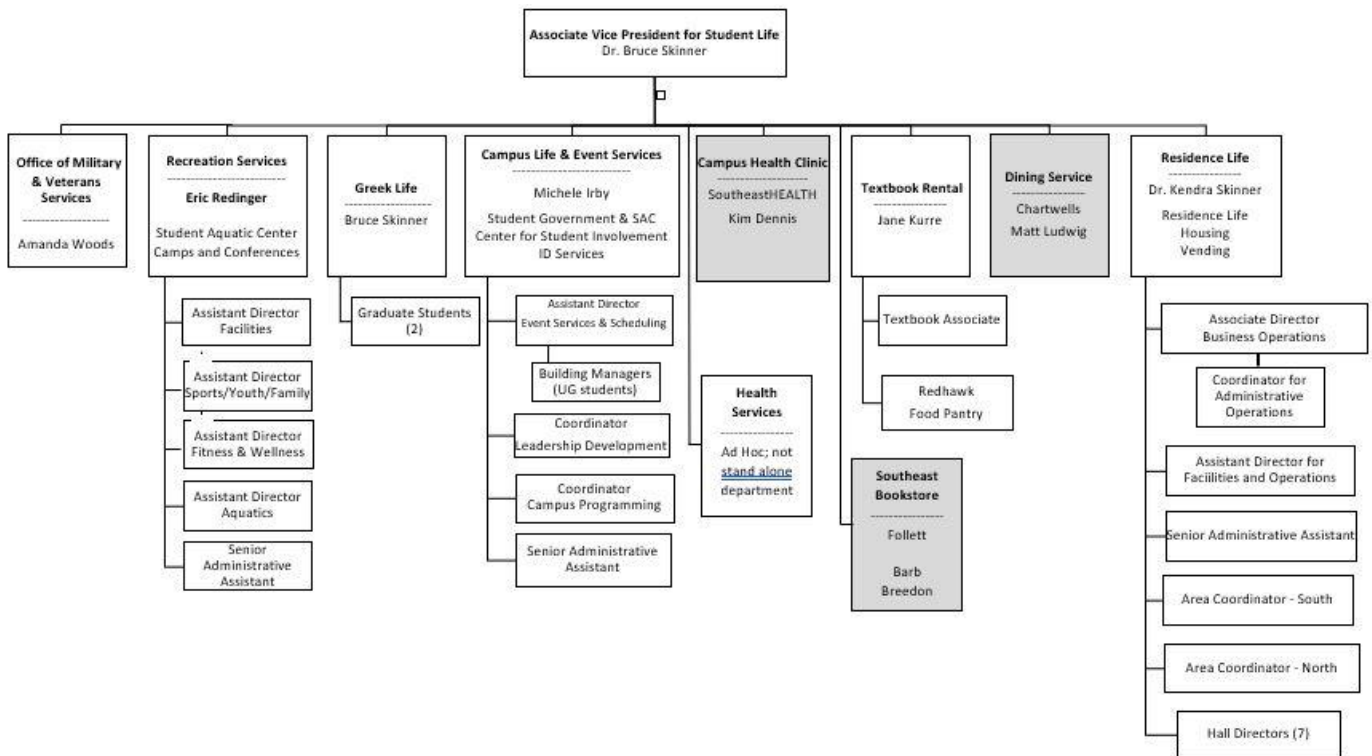 Associate Vice President for Student Life
Dr. Bruce Skinner
Office of Military
& Veterans
Services
Amanda Woods
Recreation Services
Eric Redinger
Student Aquatic Center
Camps and Conferences
Assistant Director
Facilities
Assistant Director
Sports/Youth/Family
Assistant Director
Fitness & Wellness
Assistant Director
Aquatics
Senior
Administrative
Assistant
Greek Life
Bruce Skinner
Graduate Students
(2)
Campus Life & Event Services
Michele Irby
Student Government & SAC
Center for Student Involvement
ID Services
Assistant Director
Event Services & Scheduling
Building Managers
(UG students)
Coordinator
Leadership Development
Coordinator
Campus Programming
Senior Administrative
Assistant
Campus Health Clinic
SoutheastHEALTH
Kim Dennis
Health
Services
Ad Hoc; not
stand alone
department
Textbook Rental
Jane Kurre
Textbook Associate
Redhawk
Food Pantry
Southeast
Bookstore
Follett
Barb
Breedon
Dining Service
Chartwells
Matt Ludwig
Residence Life
Dr. Kendra Skinner
Residence Life
Housing
Vending
Associate Director
Business Operations
Coordinator for
Administrative
Operations
Assistant Director for
Facilities and Operations
Senior Administrative Assistant
Area Coordinator - South
Area Coordinator - North
Hall Directors (7)